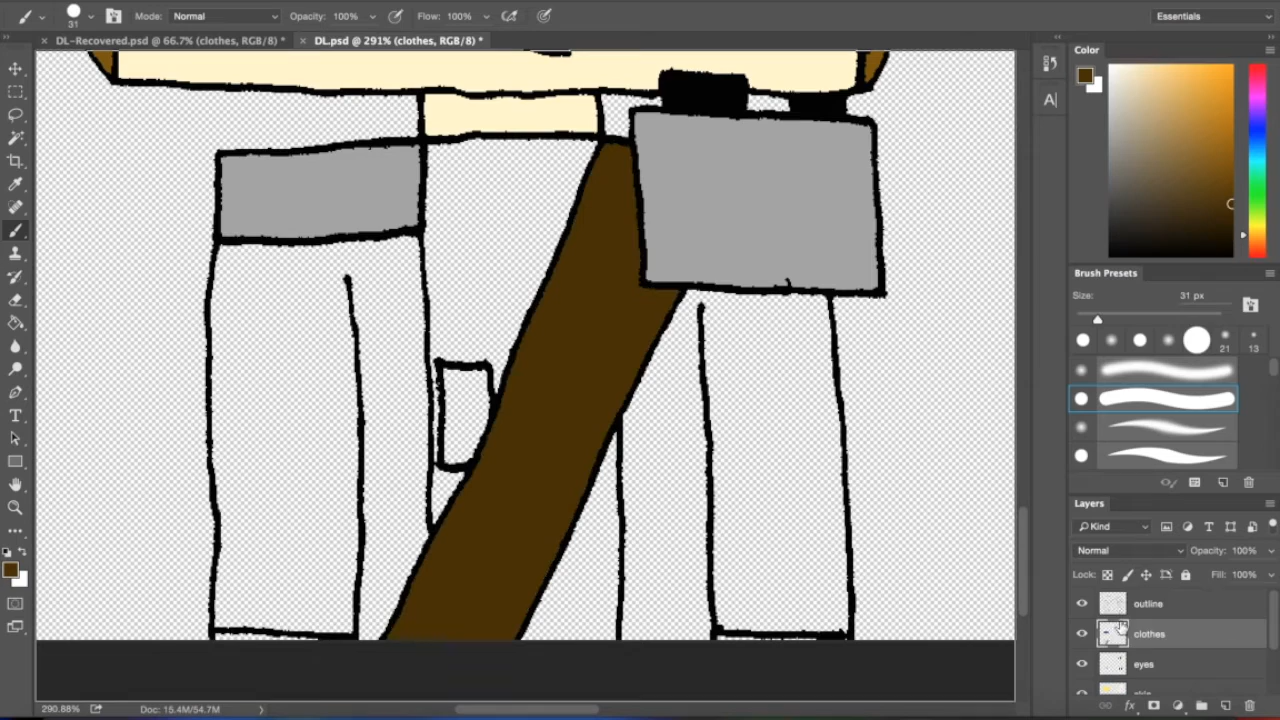 31
Mode: Normal
Opacity: 100%
Flow: 100%
Essentials
DL-Recovered.psd @ 66.7% (clothes, RGB/8) *
DL.psd @ 291% (clothes, RGB/8) *
A
Color
Brush Presets
Size:
31 px
21
13
Layers
Kind
Normal
Opacity: 100%
Lock:
Fill: 100%
outline
clothes
eyes
T
290.88%
Doc: 15.4M/54.7M